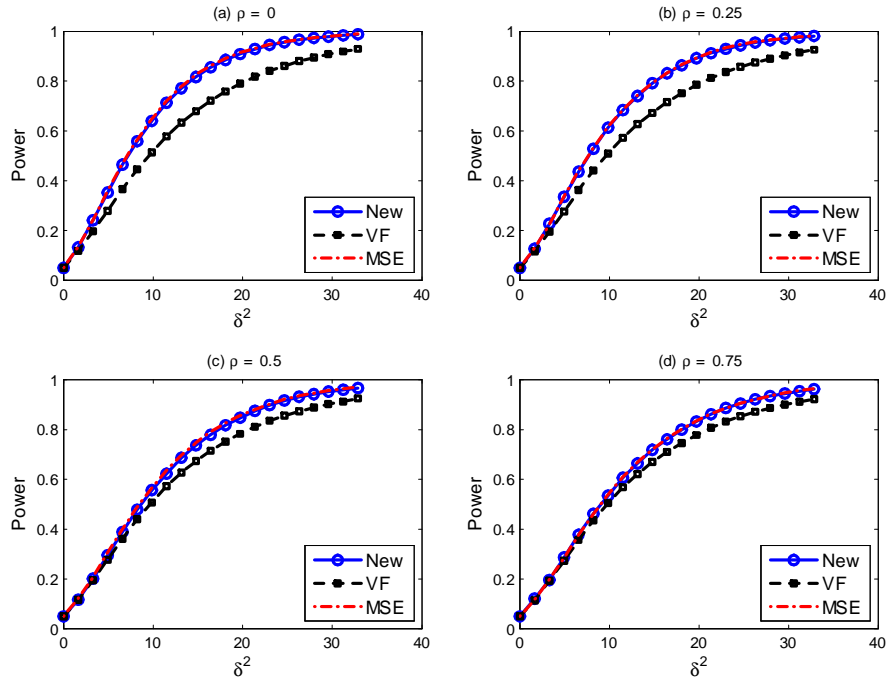 (a) ρ = 0
1
0.8
0.6
0.4
0.2
0
Power
0 10 20 30 40
δ²
New
VF
MSE
(b) ρ = 0.25
1
0.8
0.6
0.4
0.2
0
Power
0 10 20 30 40
δ²
New
VF
MSE
(c) ρ = 0.5
1
0.8
0.6
0.4
0.2
0
Power
0 10 20 30 40
δ²
New
VF
MSE
(d) ρ = 0.75
1
0.8
0.6
0.4
0.2
0
Power
0 10 20 30 40
δ²
New
VF
MSE